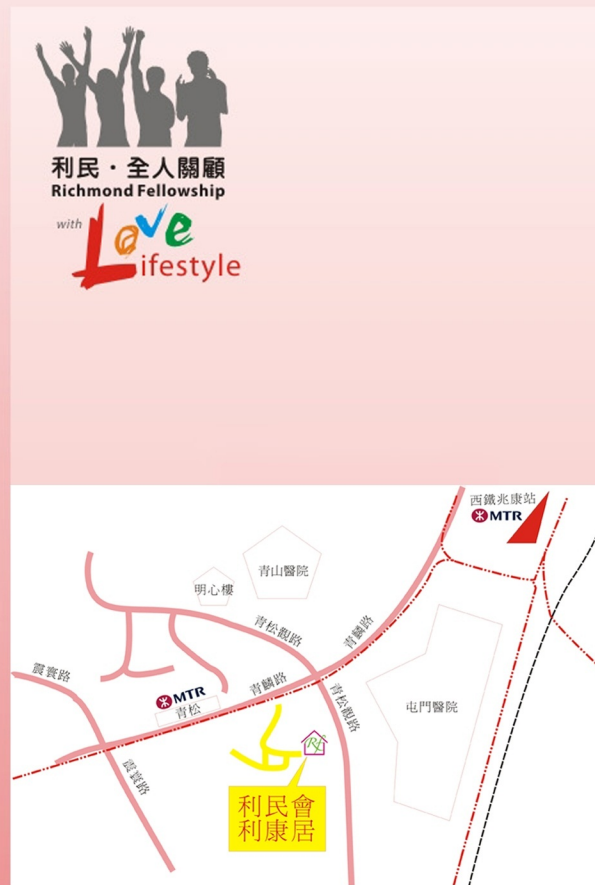 利民・全人關顧
Richmond Fellowship
with Love
Lifestyle
西鐵兆康站
MTR
青山醫院
明心樓
青松觀路
青麟路
震寰路
MTR
青松
青麟路
青松觀路
屯門醫院
震寰路
RF
利民會
利康居